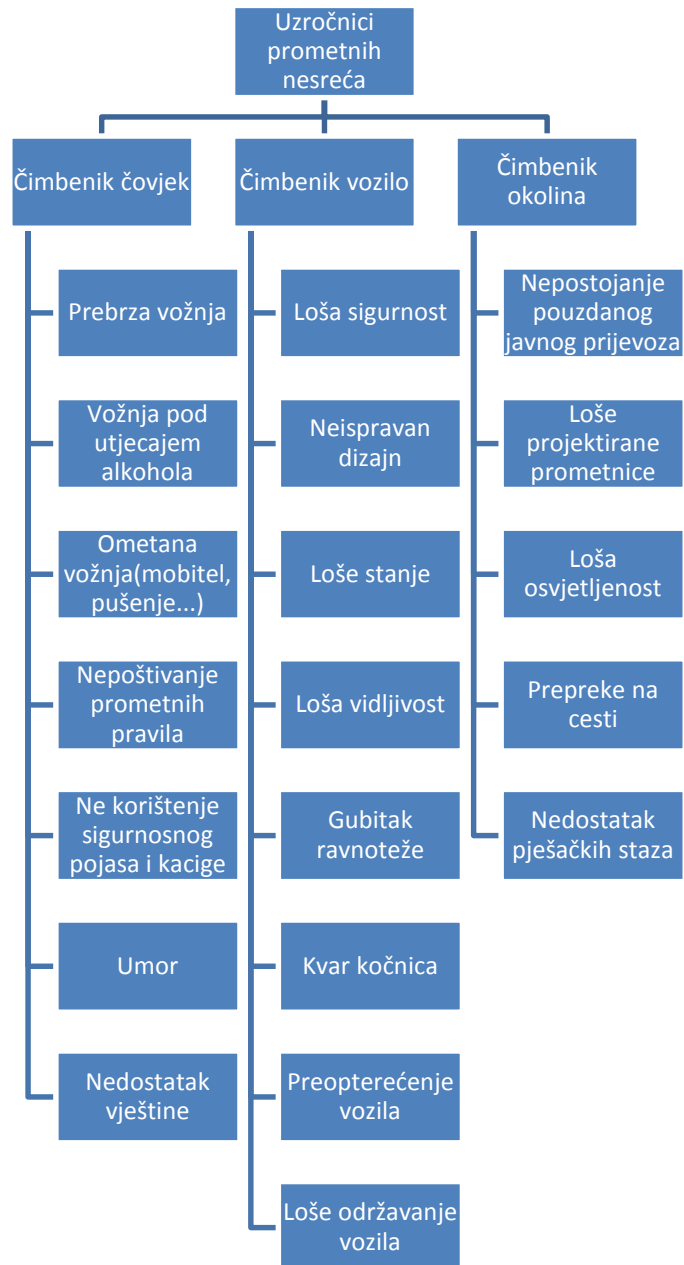 Uzročnici
prometnih
nesreća
Čimbenik čovjek
Prebrza vožnja
Vožnja pod
utjecajem
alkohola
Ometana
vožnja(mobitel,
pušenje...)
Nepoštivanje
prometnih
pravila
Ne korištenje
sigurnosnog
pojasa i kacige
Umor
Nedostatak
vještine
Čimbenik vozilo
Loša sigurnost
Neispravan
dizajn
Loše stanje
Loša vidljivost
Gubitak
ravnoteže
Kvar kočnica
Preopterećenje
vozila
Loše održavanje
vozila
Čimbenik
okolina
Nepostojanje
pouzdanog
javnog prijevoza
Loše
projektirane
prometnice
Loša
osvjetljenost
Prepreke na
cesti
Nedostatak
pješačkih staza